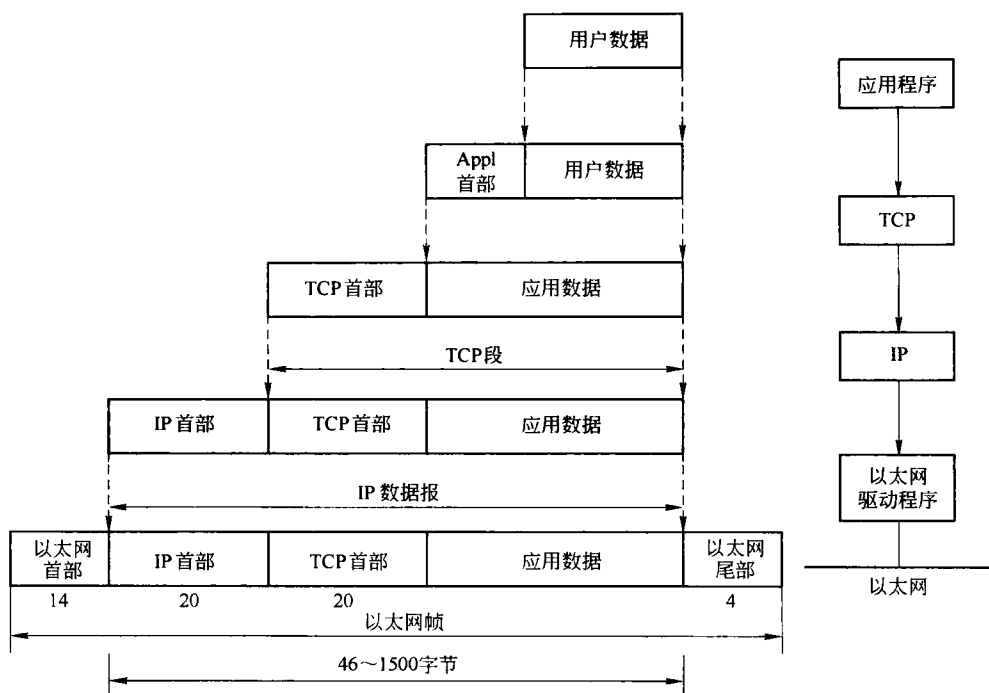 用户数据
应用程序
Appl
首部
用户数据
TCP
TCP首部
应用数据
TCP段
IP
IP首部
TCP首部
应用数据
IP 数据报
以太网
驱动程序
以太网
首部
IP首部
TCP首部
应用数据
以太网
尾部
以太网
14
20
20
4
以太网帧
46～1500字节